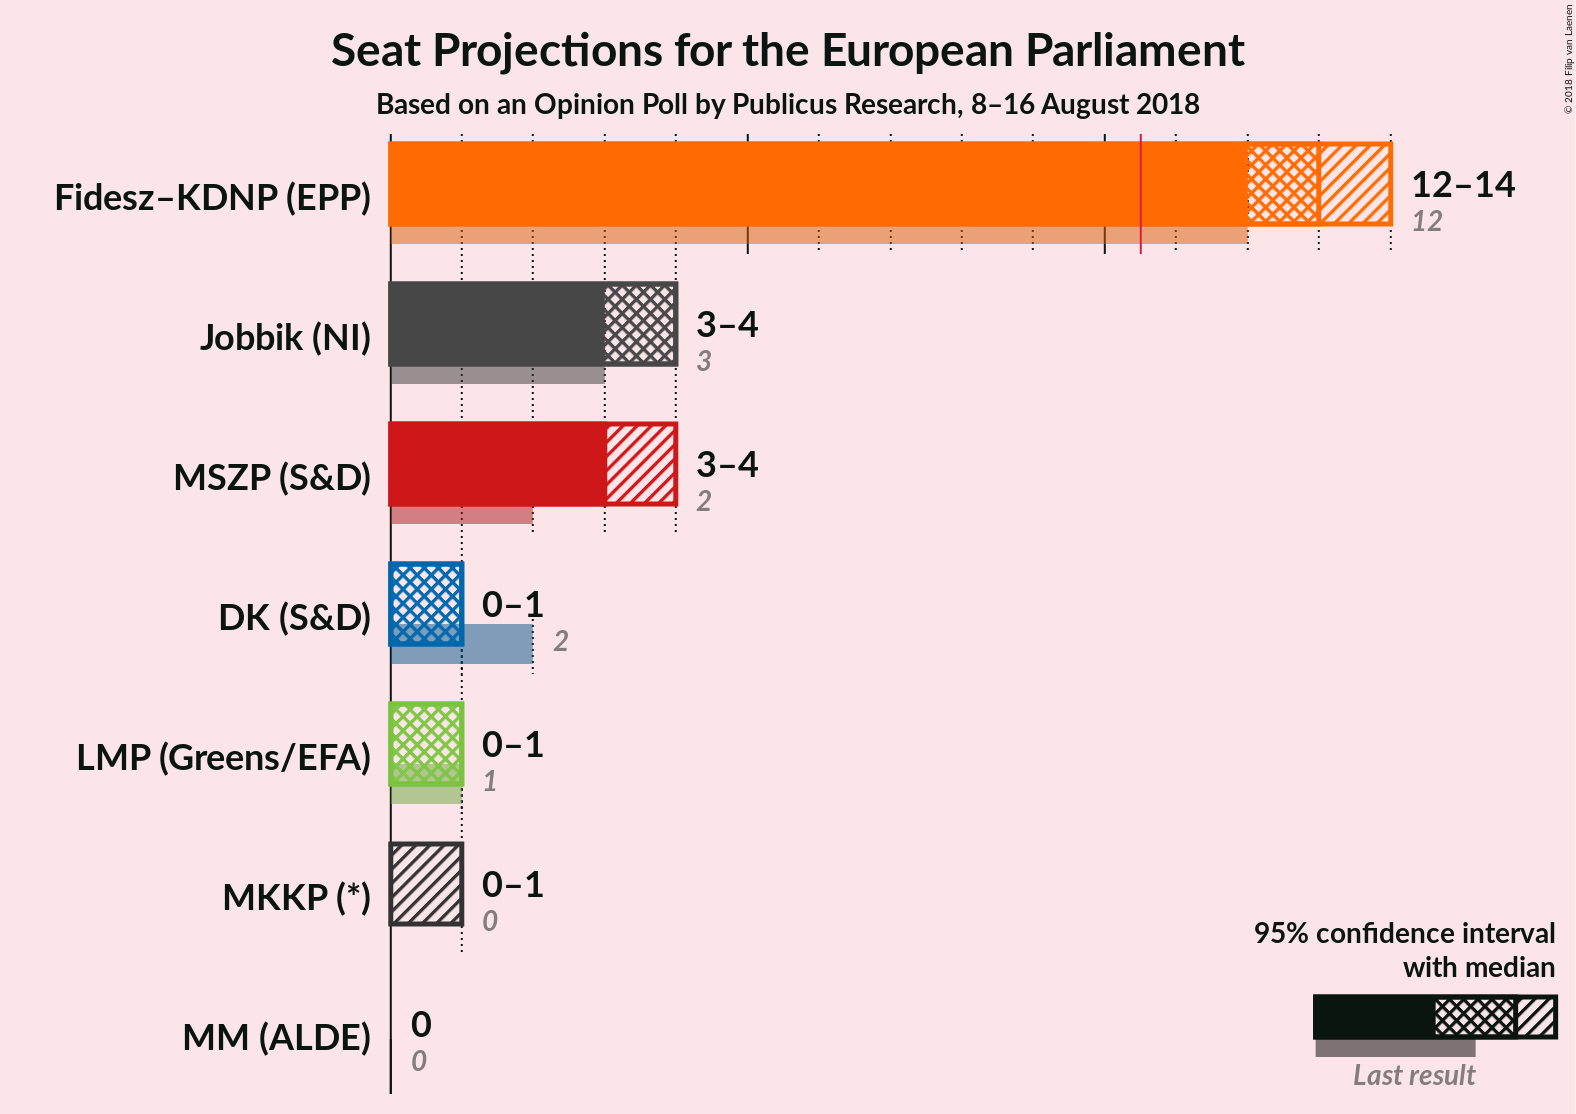 Seat Projections for the European Parliament
Based on an Opinion Poll by Publicus Research, 8–16 August 2018
© 2018 Filip van Laenen
Fidesz–KDNP (EPP)
12–14
12
Jobbik (NI)
3–4
3
MSZP (S&D)
3–4
2
DK (S&D)
0–1
2
LMP (Greens/EFA)
0–1
1
MKKP (*)
0–1
0
MM (ALDE)
0
0
95% confidence interval
with median
Last result